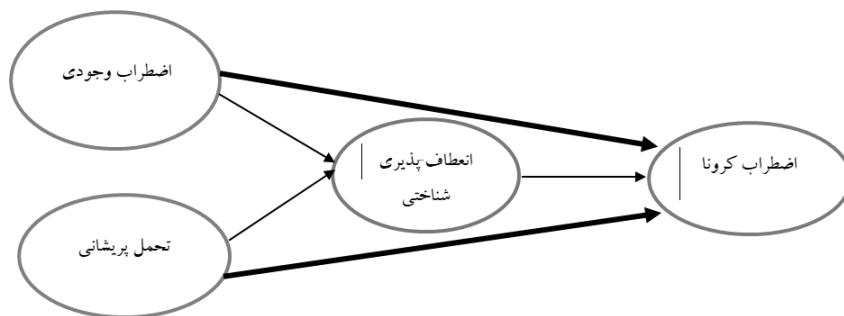 اضطراب وجودی
انعطاف-پذیری
شناختی
اضطراب کرونا
تحمل پریشانی